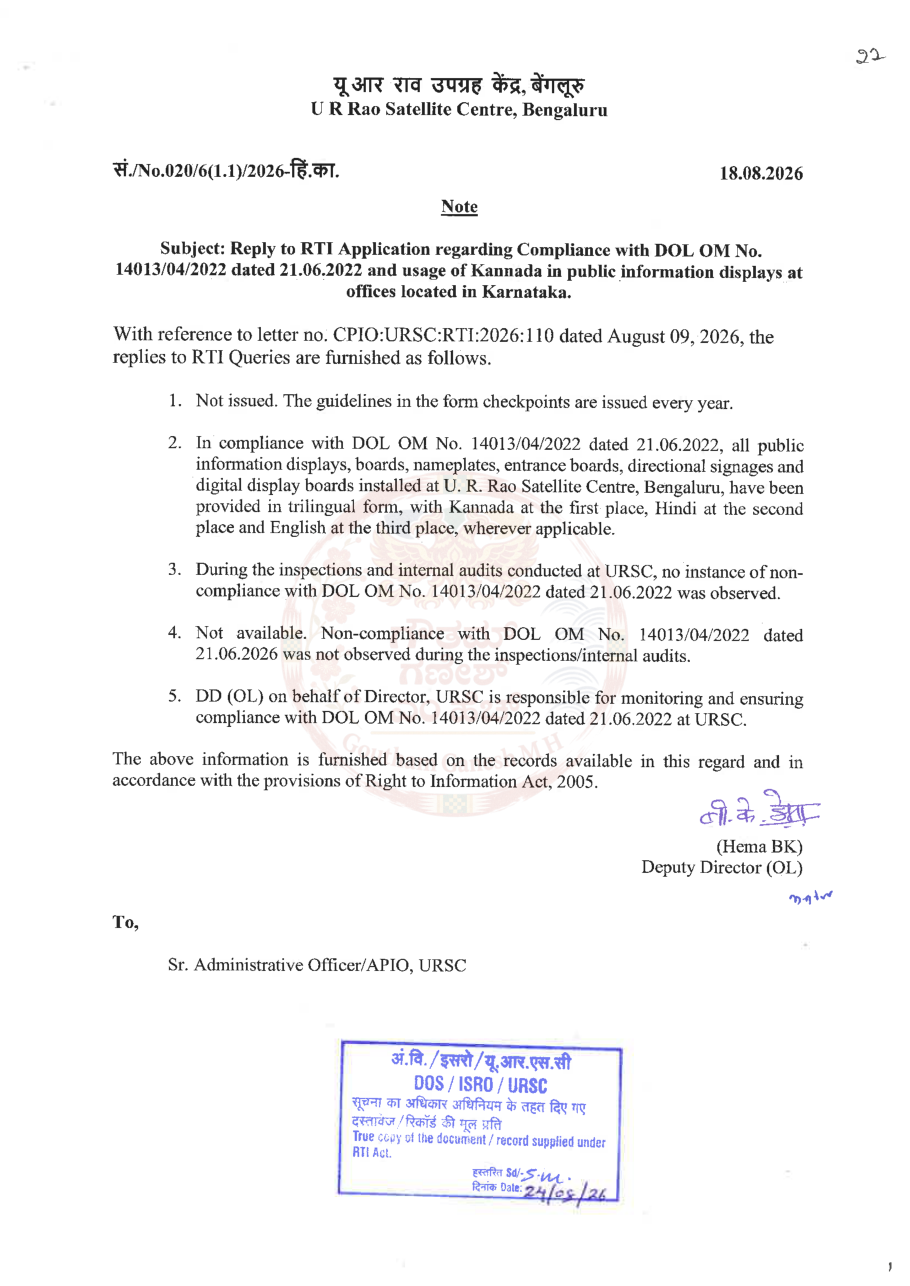 22
यू आर राव उपग्रह केंद्र, बेंगलूरु
U R Rao Satellite Centre, Bengaluru
सं./No.020/6(1.1)/2026-हिं.का. 18.08.2026
Note
Subject: Reply to RTI Application regarding Compliance with DOL OM No.
14013/04/2022 dated 21.06.2022 and usage of Kannada in public information displays at
offices located in Karnataka.
With reference to letter no. CPIO:URSC:RTI:2026:110 dated August 09, 2026, the
replies to RTI Queries are furnished as follows.
1. Not issued. The guidelines in the form checkpoints are issued every year.
2. In compliance with DOL OM No. 14013/04/2022 dated 21.06.2022, all public
information displays, boards, nameplates, entrance boards, directional signages and
digital display boards installed at U. R. Rao Satellite Centre, Bengaluru, have been
provided in trilingual form, with Kannada at the first place, Hindi at the second
place and English at the third place, wherever applicable.
3. During the inspections and internal audits conducted at URSC, no instance of non-
compliance with DOL OM No. 14013/04/2022 dated 21.06.2022 was observed.
4. Not available. Non-compliance with DOL OM No. 14013/04/2022 dated
21.06.2026 was not observed during the inspections/internal audits.
5. DD (OL) on behalf of Director, URSC is responsible for monitoring and ensuring
compliance with DOL OM No. 14013/04/2022 dated 21.06.2022 at URSC.
ಗೌತಮ್
ಗಣೇಶ್
Goutham Ganesh M H
The above information is furnished based on the records available in this regard and in
accordance with the provisions of Right to Information Act, 2005.
बी.के. हेमा
(Hema BK)
Deputy Director (OL)
To,
Sr. Administrative Officer/APIO, URSC
अं.वि./इसरो/यू.आर.एस.सी
DOS / ISRO / URSC
सूचना का अधिकार अधिनियम के तहत दिए गए
दस्तावेज/रिकॉर्ड की मूल प्रति
True copy of the document / record supplied under
RTI Act.
हस्तरित Sd/- S.m.
दिनांक Date: 24/08/26